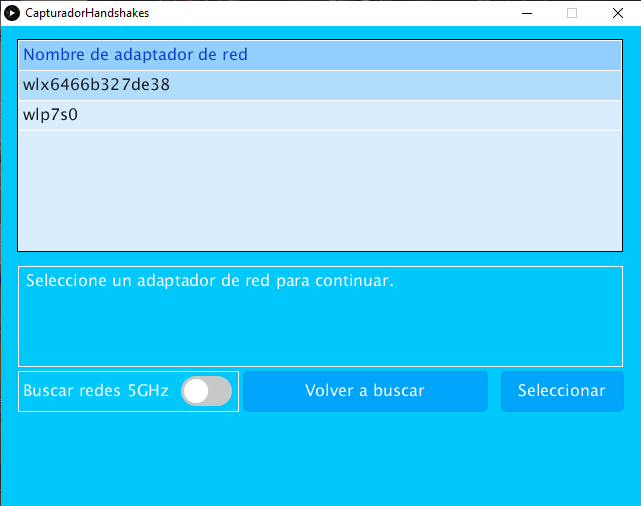 CapturadorHandshakes
Nombre de adaptador de red
wlx6466b327de38
wlp7s0
Seleccione un adaptador de red para continuar.
Buscar redes 5GHz
Volver a buscar
Seleccionar